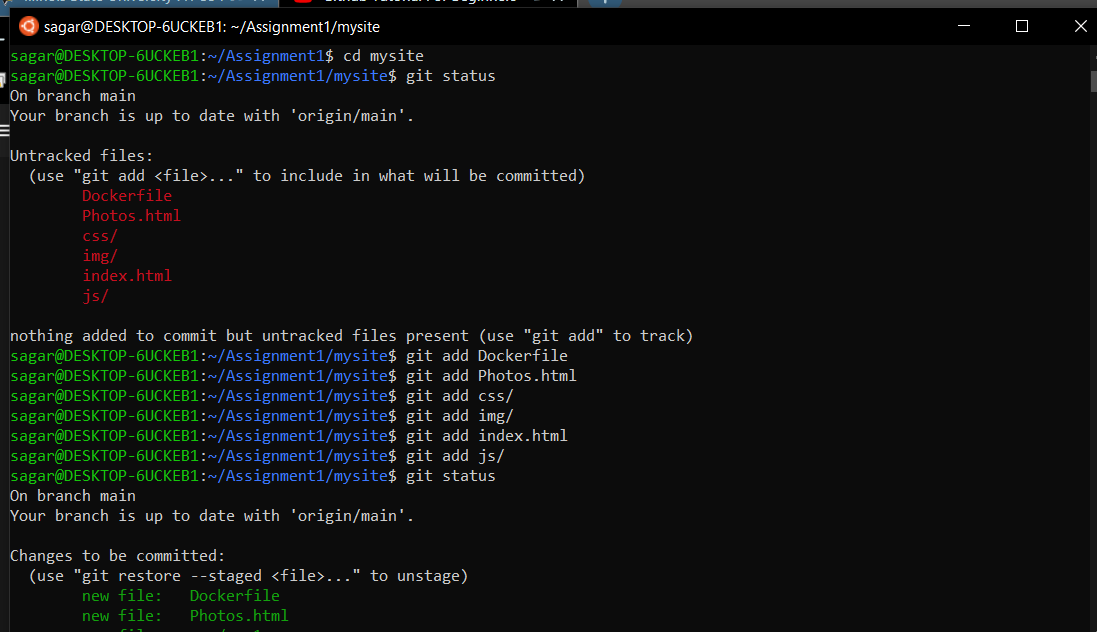 sagar@DESKTOP-6UCKEB1: ~/Assignment1/mysite
sagar@DESKTOP-6UCKEB1:~/Assignment1$ cd mysite
sagar@DESKTOP-6UCKEB1:~/Assignment1/mysite$ git status
On branch main
Your branch is up to date with 'origin/main'.
Untracked files:
(use "git add <file>..." to include in what will be committed)
Dockerfile
Photos.html
css/
img/
index.html
js/
nothing added to commit but untracked files present (use "git add" to track)
sagar@DESKTOP-6UCKEB1:~/Assignment1/mysite$ git add Dockerfile
sagar@DESKTOP-6UCKEB1:~/Assignment1/mysite$ git add Photos.html
sagar@DESKTOP-6UCKEB1:~/Assignment1/mysite$ git add css/
sagar@DESKTOP-6UCKEB1:~/Assignment1/mysite$ git add img/
sagar@DESKTOP-6UCKEB1:~/Assignment1/mysite$ git add index.html
sagar@DESKTOP-6UCKEB1:~/Assignment1/mysite$ git add js/
sagar@DESKTOP-6UCKEB1:~/Assignment1/mysite$ git status
On branch main
Your branch is up to date with 'origin/main'.
Changes to be committed:
(use "git restore --staged <file>..." to unstage)
new file: Dockerfile
new file: Photos.html